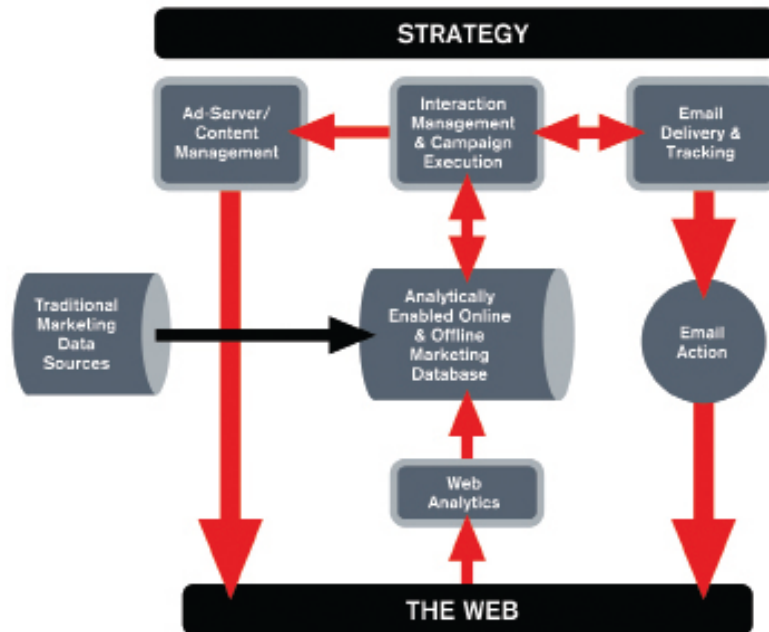 STRATEGY
Ad-Server/
Content
Management
Interaction
Management
& Campaign
Execution
Email
Delivery &
Tracking
Traditional
Marketing
Data
Sources
Analytically
Enabled Online
& Offline
Marketing
Database
Email
Action
Web
Analytics
THE WEB